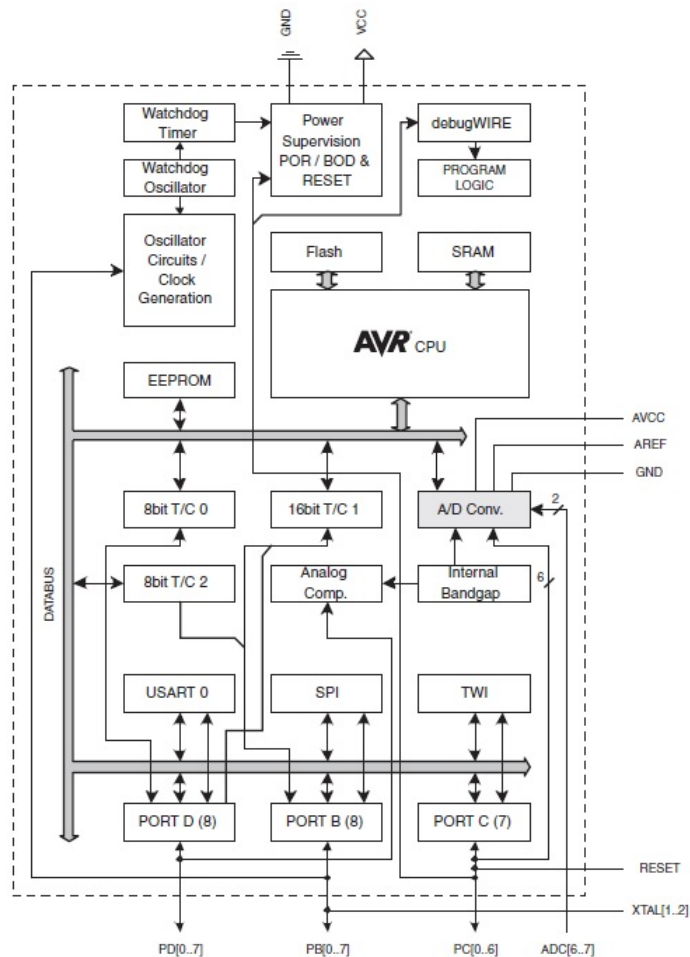 GND
VCC
Watchdog
Timer
Power
Supervision
POR / BOD &
RESET
debugWIRE
Watchdog
Oscillator
PROGRAM
LOGIC
Oscillator
Circuits /
Clock
Generation
Flash
SRAM
AVR CPU
EEPROM
AVCC
AREF
GND
8bit T/C 0
16bit T/C 1
A/D Conv.
2
DATABUS
8bit T/C 2
Analog
Comp.
Internal
Bandgap
6
USART 0
SPI
TWI
PORT D (8)
PORT B (8)
PORT C (7)
RESET
XTAL[1..2]
PD[0..7]
PB[0..7]
PC[0..6]
ADC[6..7]